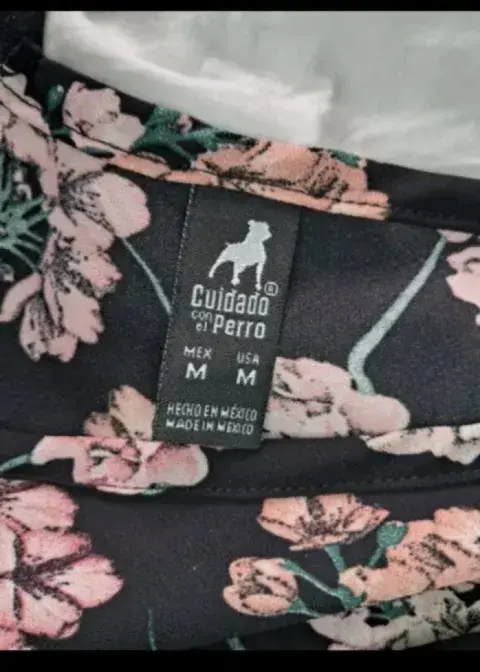 Cuidado®
con
el Perro
MEX USA
M M
HECHO EN MÉXICO
MADE IN MEXICO